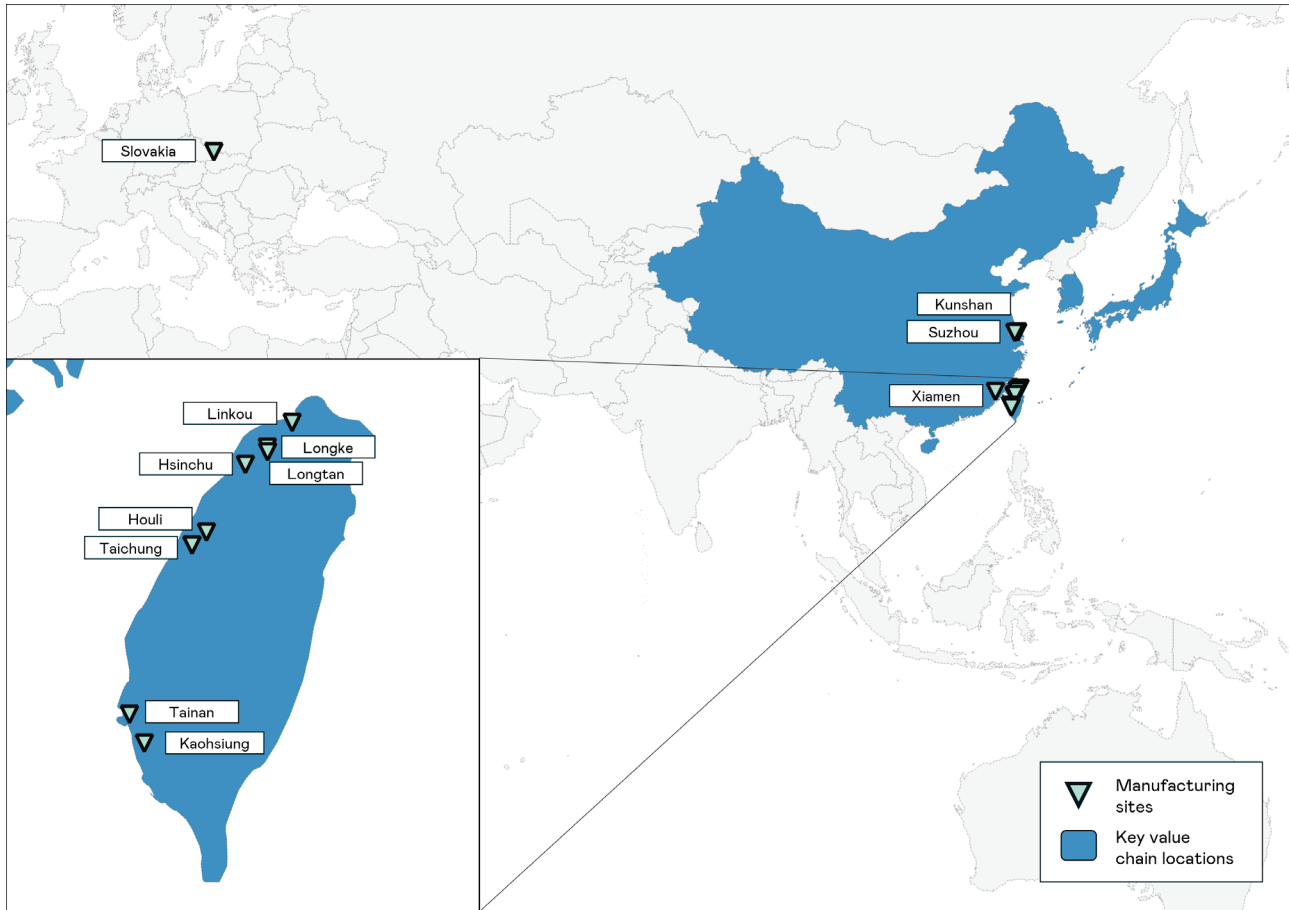 Slovakia
Kunshan
Suzhou
Xiamen
Linkou
Longke
Hsinchu
Longtan
Houli
Taichung
Tainan
Kaohsiung
Manufacturing
sites
Key value
chain locations